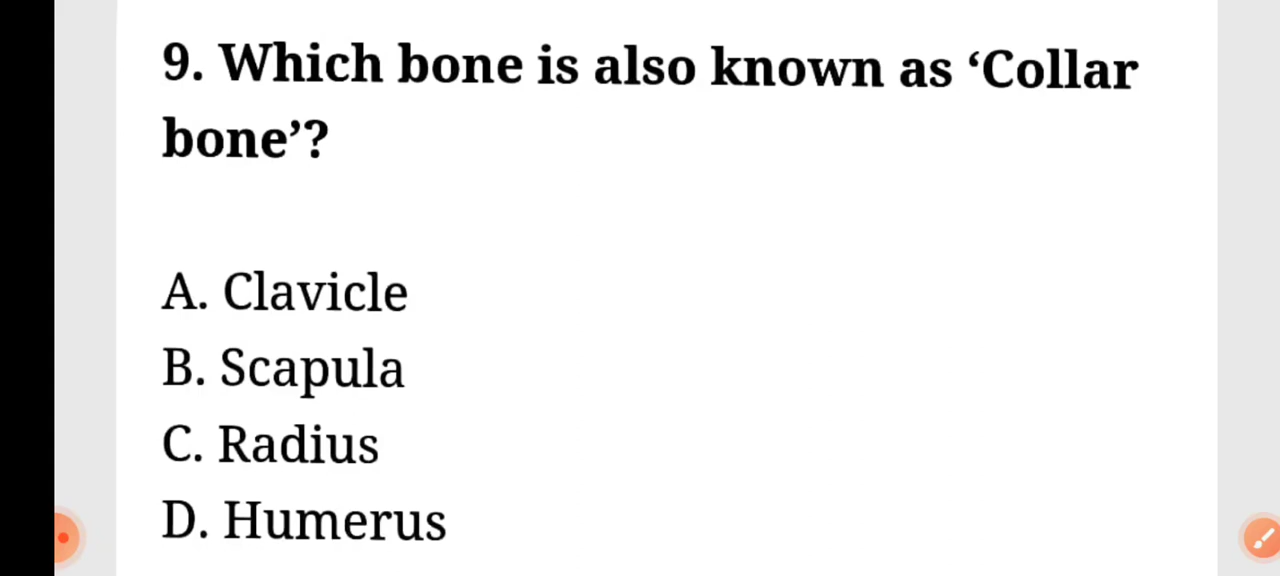 9. Which bone is also known as ‘Collar
bone’?
A. Clavicle
B. Scapula
C. Radius
D. Humerus